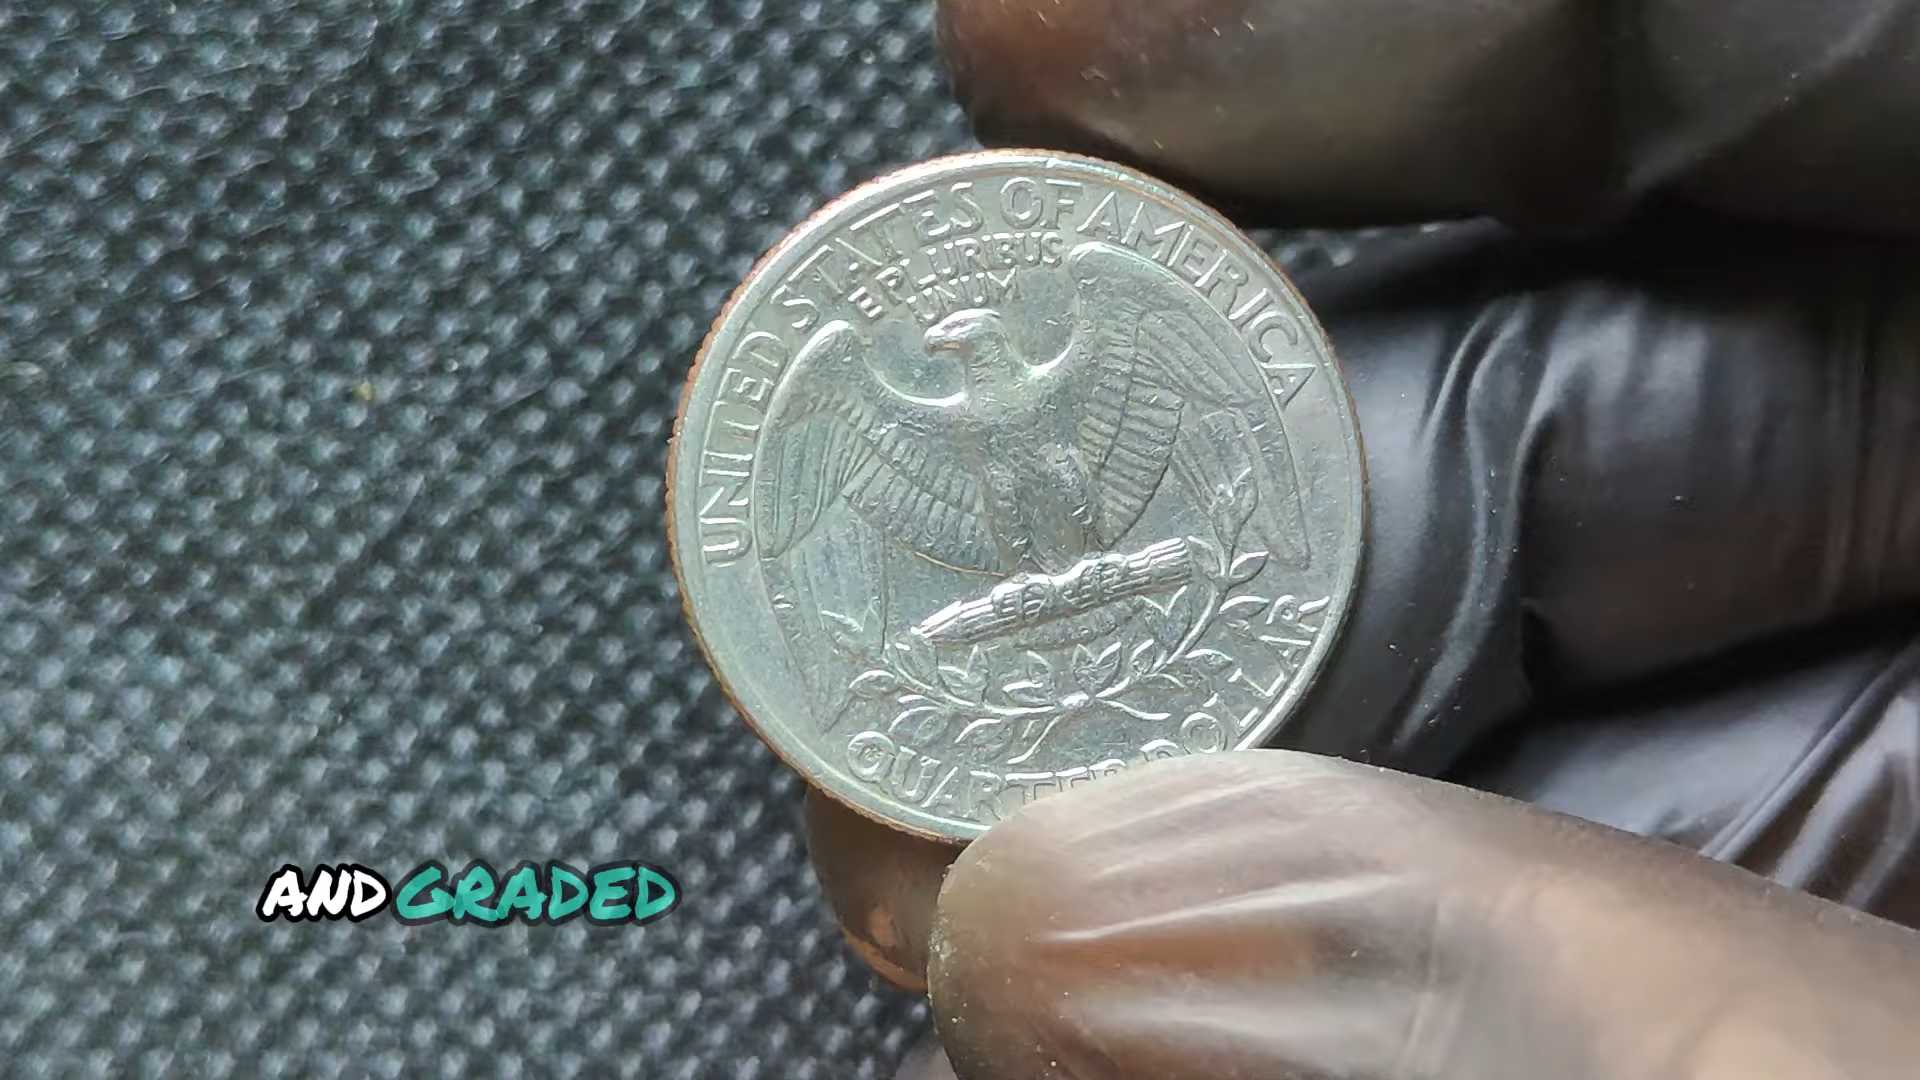 UNITED STATES OF AMERICA
E PLURIBUS
UNUM
QUARTER DOLLAR
AND GRADED